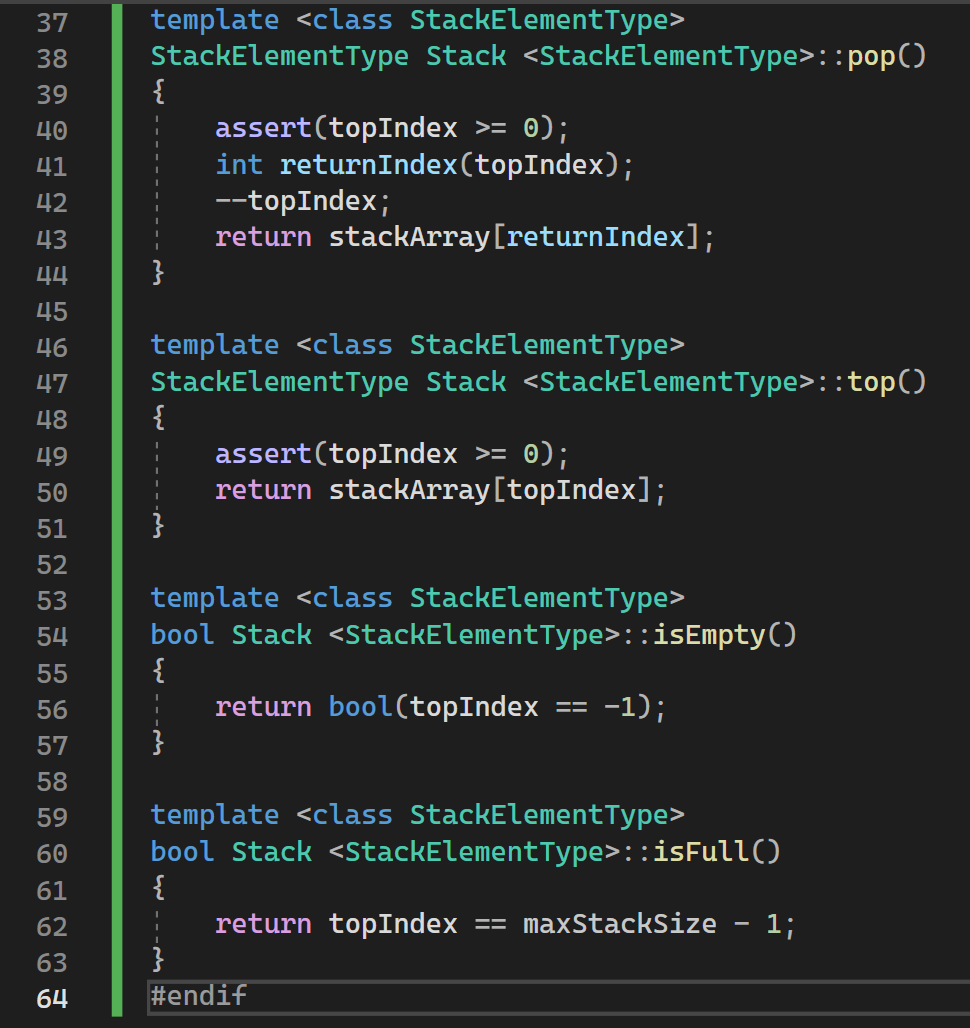 37 template <class StackElementType>
38 StackElementType Stack <StackElementType>::pop()
39 {
40     assert(topIndex >= 0);
41     int returnIndex(topIndex);
42     --topIndex;
43     return stackArray[returnIndex];
44 }
45
46 template <class StackElementType>
47 StackElementType Stack <StackElementType>::top()
48 {
49     assert(topIndex >= 0);
50     return stackArray[topIndex];
51 }
52
53 template <class StackElementType>
54 bool Stack <StackElementType>::isEmpty()
55 {
56     return bool(topIndex == -1);
57 }
58
59 template <class StackElementType>
60 bool Stack <StackElementType>::isFull()
61 {
62     return topIndex == maxStackSize - 1;
63 }
64 #endif